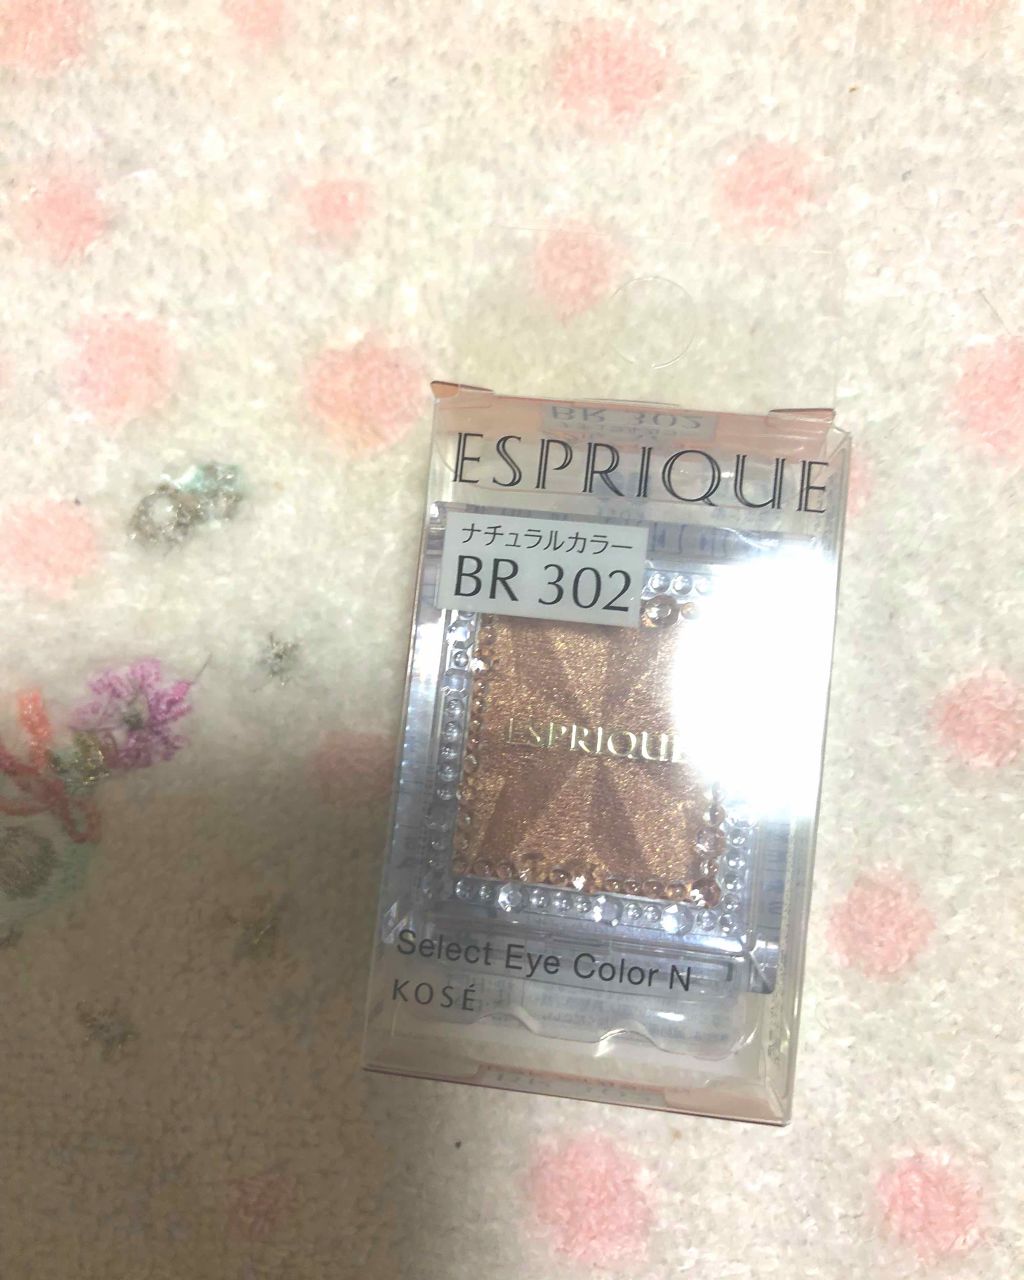 ESPRIQUE
ナチュラルカラー
BR 302
ESPRIQUE
Select Eye Color N
KOSÉ